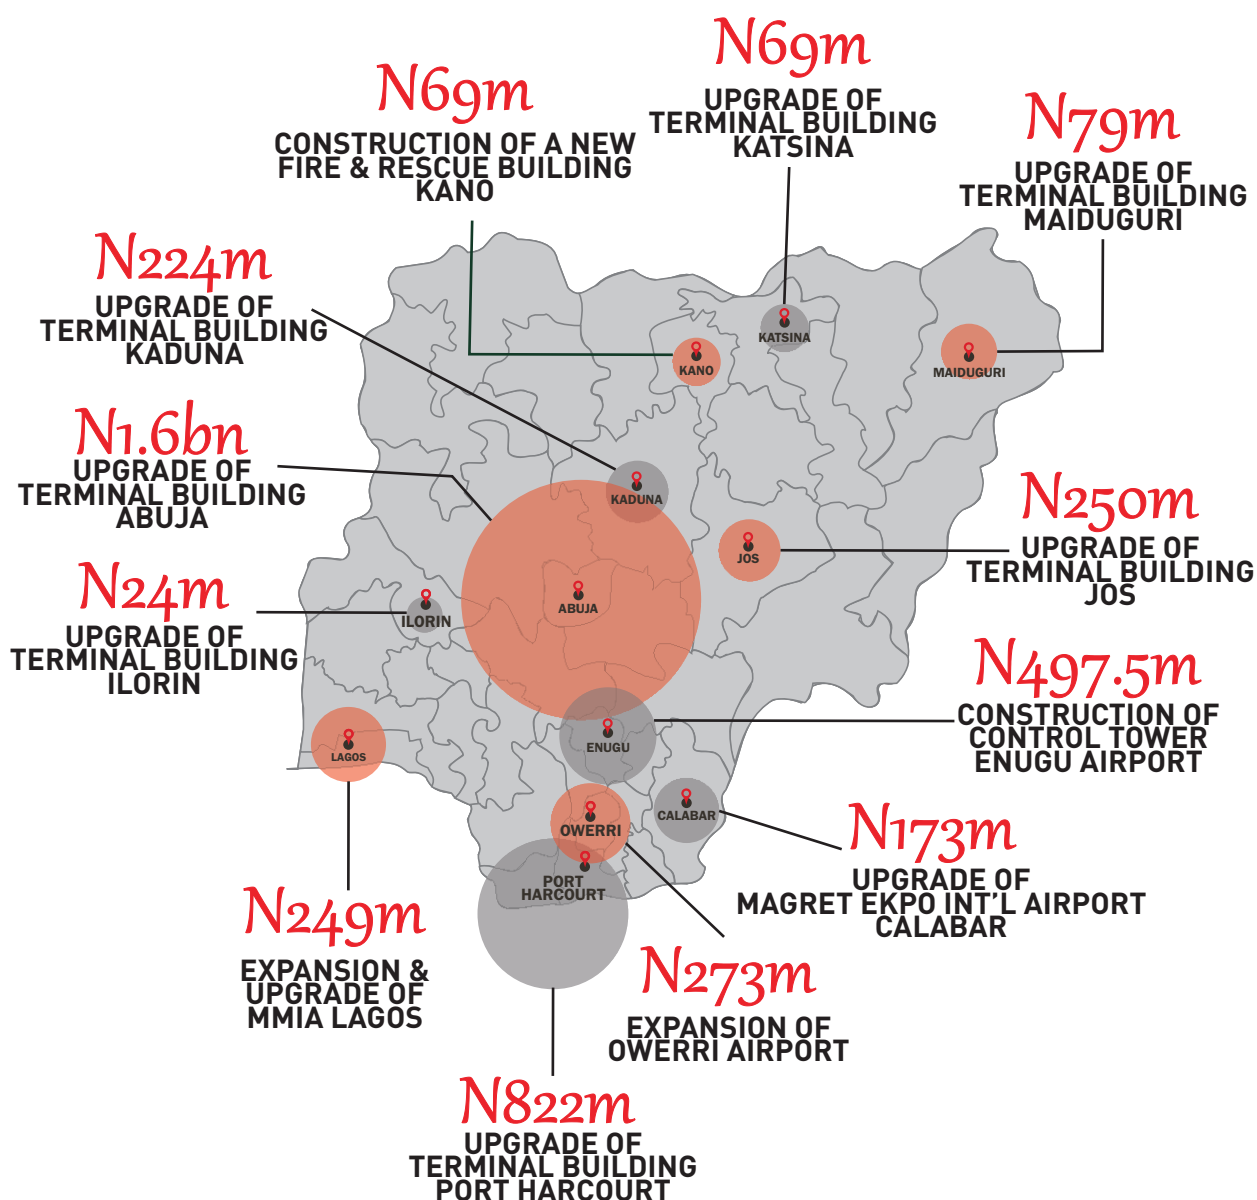 N69m
UPGRADE OF
TERMINAL BUILDING
KATSINA
N69m
CONSTRUCTION OF A NEW
FIRE & RESCUE BUILDING
KANO
N79m
UPGRADE OF
TERMINAL BUILDING
MAIDUGURI
N224m
UPGRADE OF
TERMINAL BUILDING
KADUNA
N1.6bn
UPGRADE OF
TERMINAL BUILDING
ABUJA
N24m
UPGRADE OF
TERMINAL BUILDING
ILORIN
KATSINA
KANO
MAIDUGURI
KADUNA
JOS
ABUJA
ILORIN
ENUGU
LAGOS
CALABAR
OWERRI
PORT
HARCOURT
N250m
UPGRADE OF
TERMINAL BUILDING
JOS
N497.5m
CONSTRUCTION OF
CONTROL TOWER
ENUGU AIRPORT
N173m
UPGRADE OF
MAGRET EKPO INT'L AIRPORT
CALABAR
N249m
EXPANSION &
UPGRADE OF
MMIA LAGOS
N273m
EXPANSION OF
OWERRI AIRPORT
N822m
UPGRADE OF
TERMINAL BUILDING
PORT HARCOURT